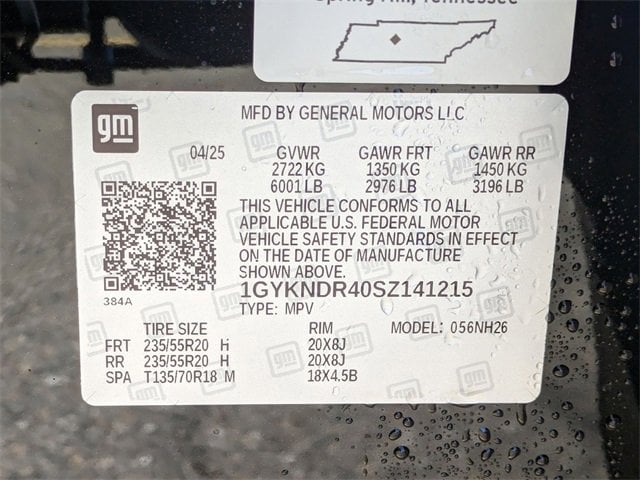 Spring Hill, Tennessee
gm
MFD BY GENERAL MOTORS LLC
04/25 GVWR GAWR FRT GAWR RR
2722 KG 1350 KG 1450 KG
6001 LB 2976 LB 3196 LB
THIS VEHICLE CONFORMS TO ALL
APPLICABLE U.S. FEDERAL MOTOR
VEHICLE SAFETY STANDARDS IN EFFECT
ON THE DATE OF MANUFACTURE
SHOWN ABOVE.
384A
1GYKNDR40SZ141215
TYPE: MPV
TIRE SIZE RIM MODEL: 056NH26
FRT 235/55R20 H 20X8J
RR 235/55R20 H 20X8J
SPA T135/70R18 M 18X4.5B